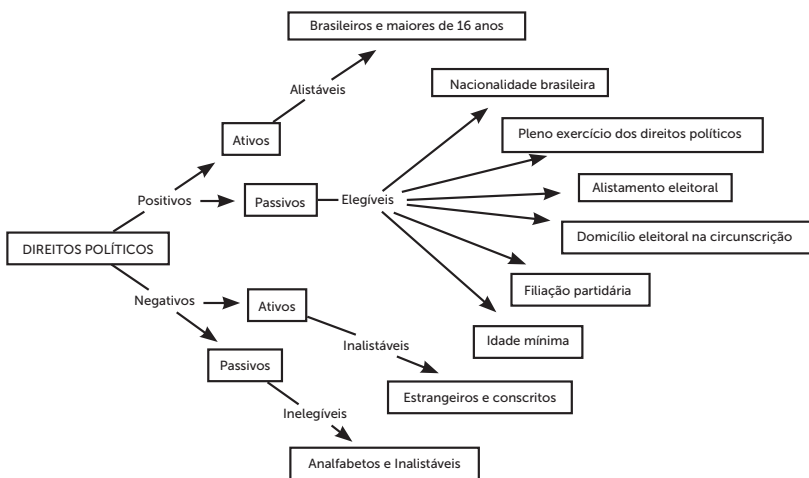 Brasileiros e maiores de 16 anos
Alistáveis
Nacionalidade brasileira
Ativos
Pleno exercício dos direitos políticos
Positivos
Passivos
Elegíveis
Alistamento eleitoral
DIREITOS POLÍTICOS
Domicílio eleitoral na circunscrição
Filiação partidária
Negativos
Ativos
Idade mínima
Inalistáveis
Passivos
Estrangeiros e conscritos
Inelegíveis
Analfabetos e Inalistáveis